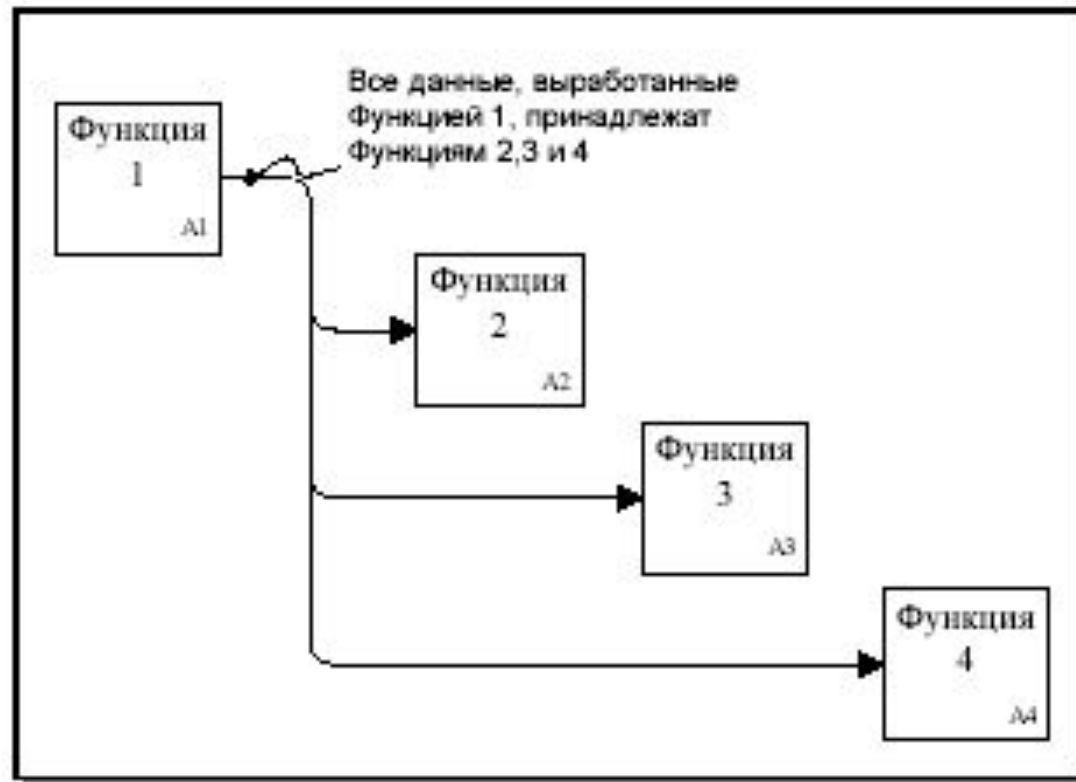 Все данные, выработанные
Функцией 1, принадлежат
Функциям 2,3 и 4
Функция
1
A1
Функция
2
A2
Функция
3
A3
Функция
4
A4